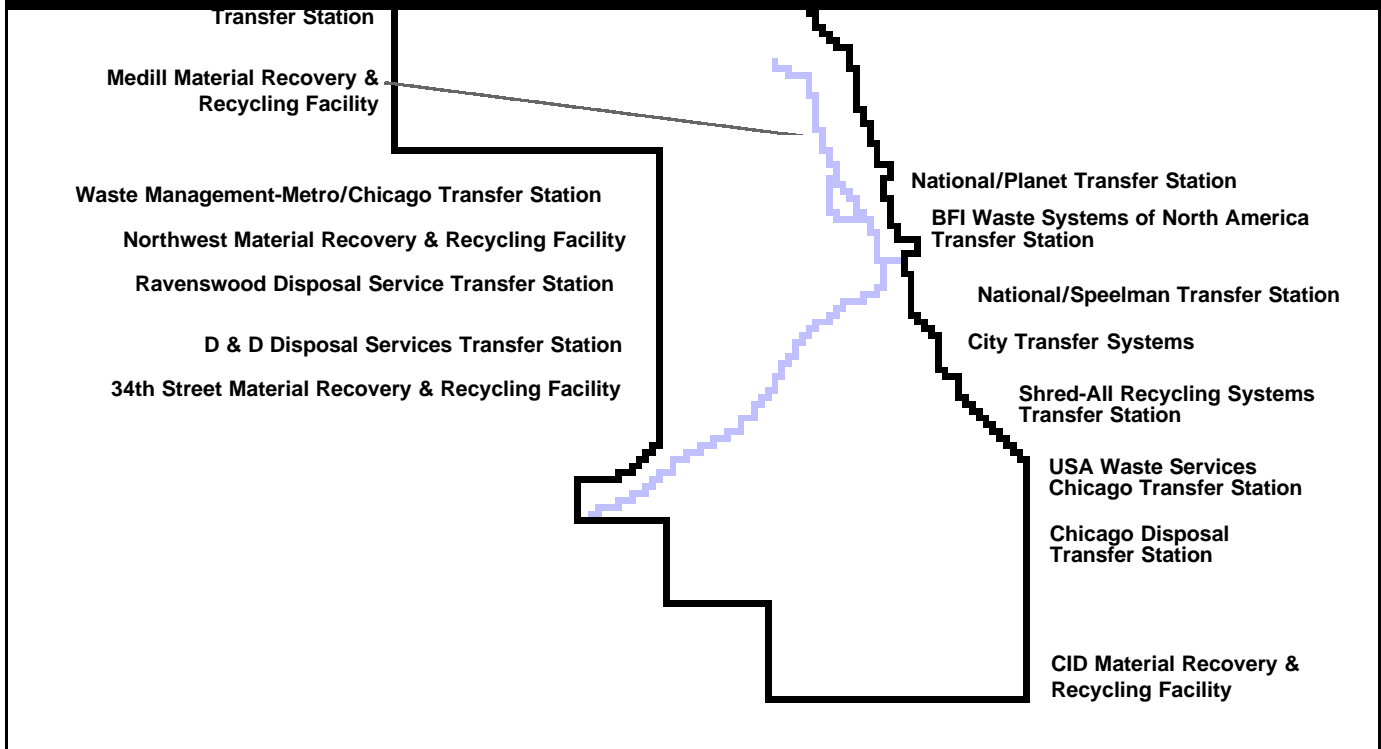 Transfer Station
Medill Material Recovery &
Recycling Facility
Waste Management-Metro/Chicago Transfer Station
Northwest Material Recovery & Recycling Facility
Ravenswood Disposal Service Transfer Station
D & D Disposal Services Transfer Station
34th Street Material Recovery & Recycling Facility
National/Planet Transfer Station
BFI Waste Systems of North America
Transfer Station
National/Speelman Transfer Station
City Transfer Systems
Shred-All Recycling Systems
Transfer Station
USA Waste Services
Chicago Transfer Station
Chicago Disposal
Transfer Station
CID Material Recovery &
Recycling Facility